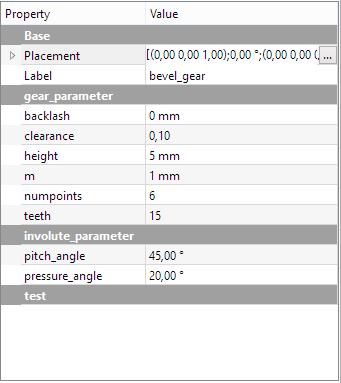 Property Value
Base
Placement [(0,00 0,00 1,00);0,00 °;(0,00 0,00 0, ...
Label bevel_gear
gear_parameter
backlash 0 mm
clearance 0,10
height 5 mm
m 1 mm
numpoints 6
teeth 15
involute_parameter
pitch_angle 45,00 °
pressure_angle 20,00 °
test